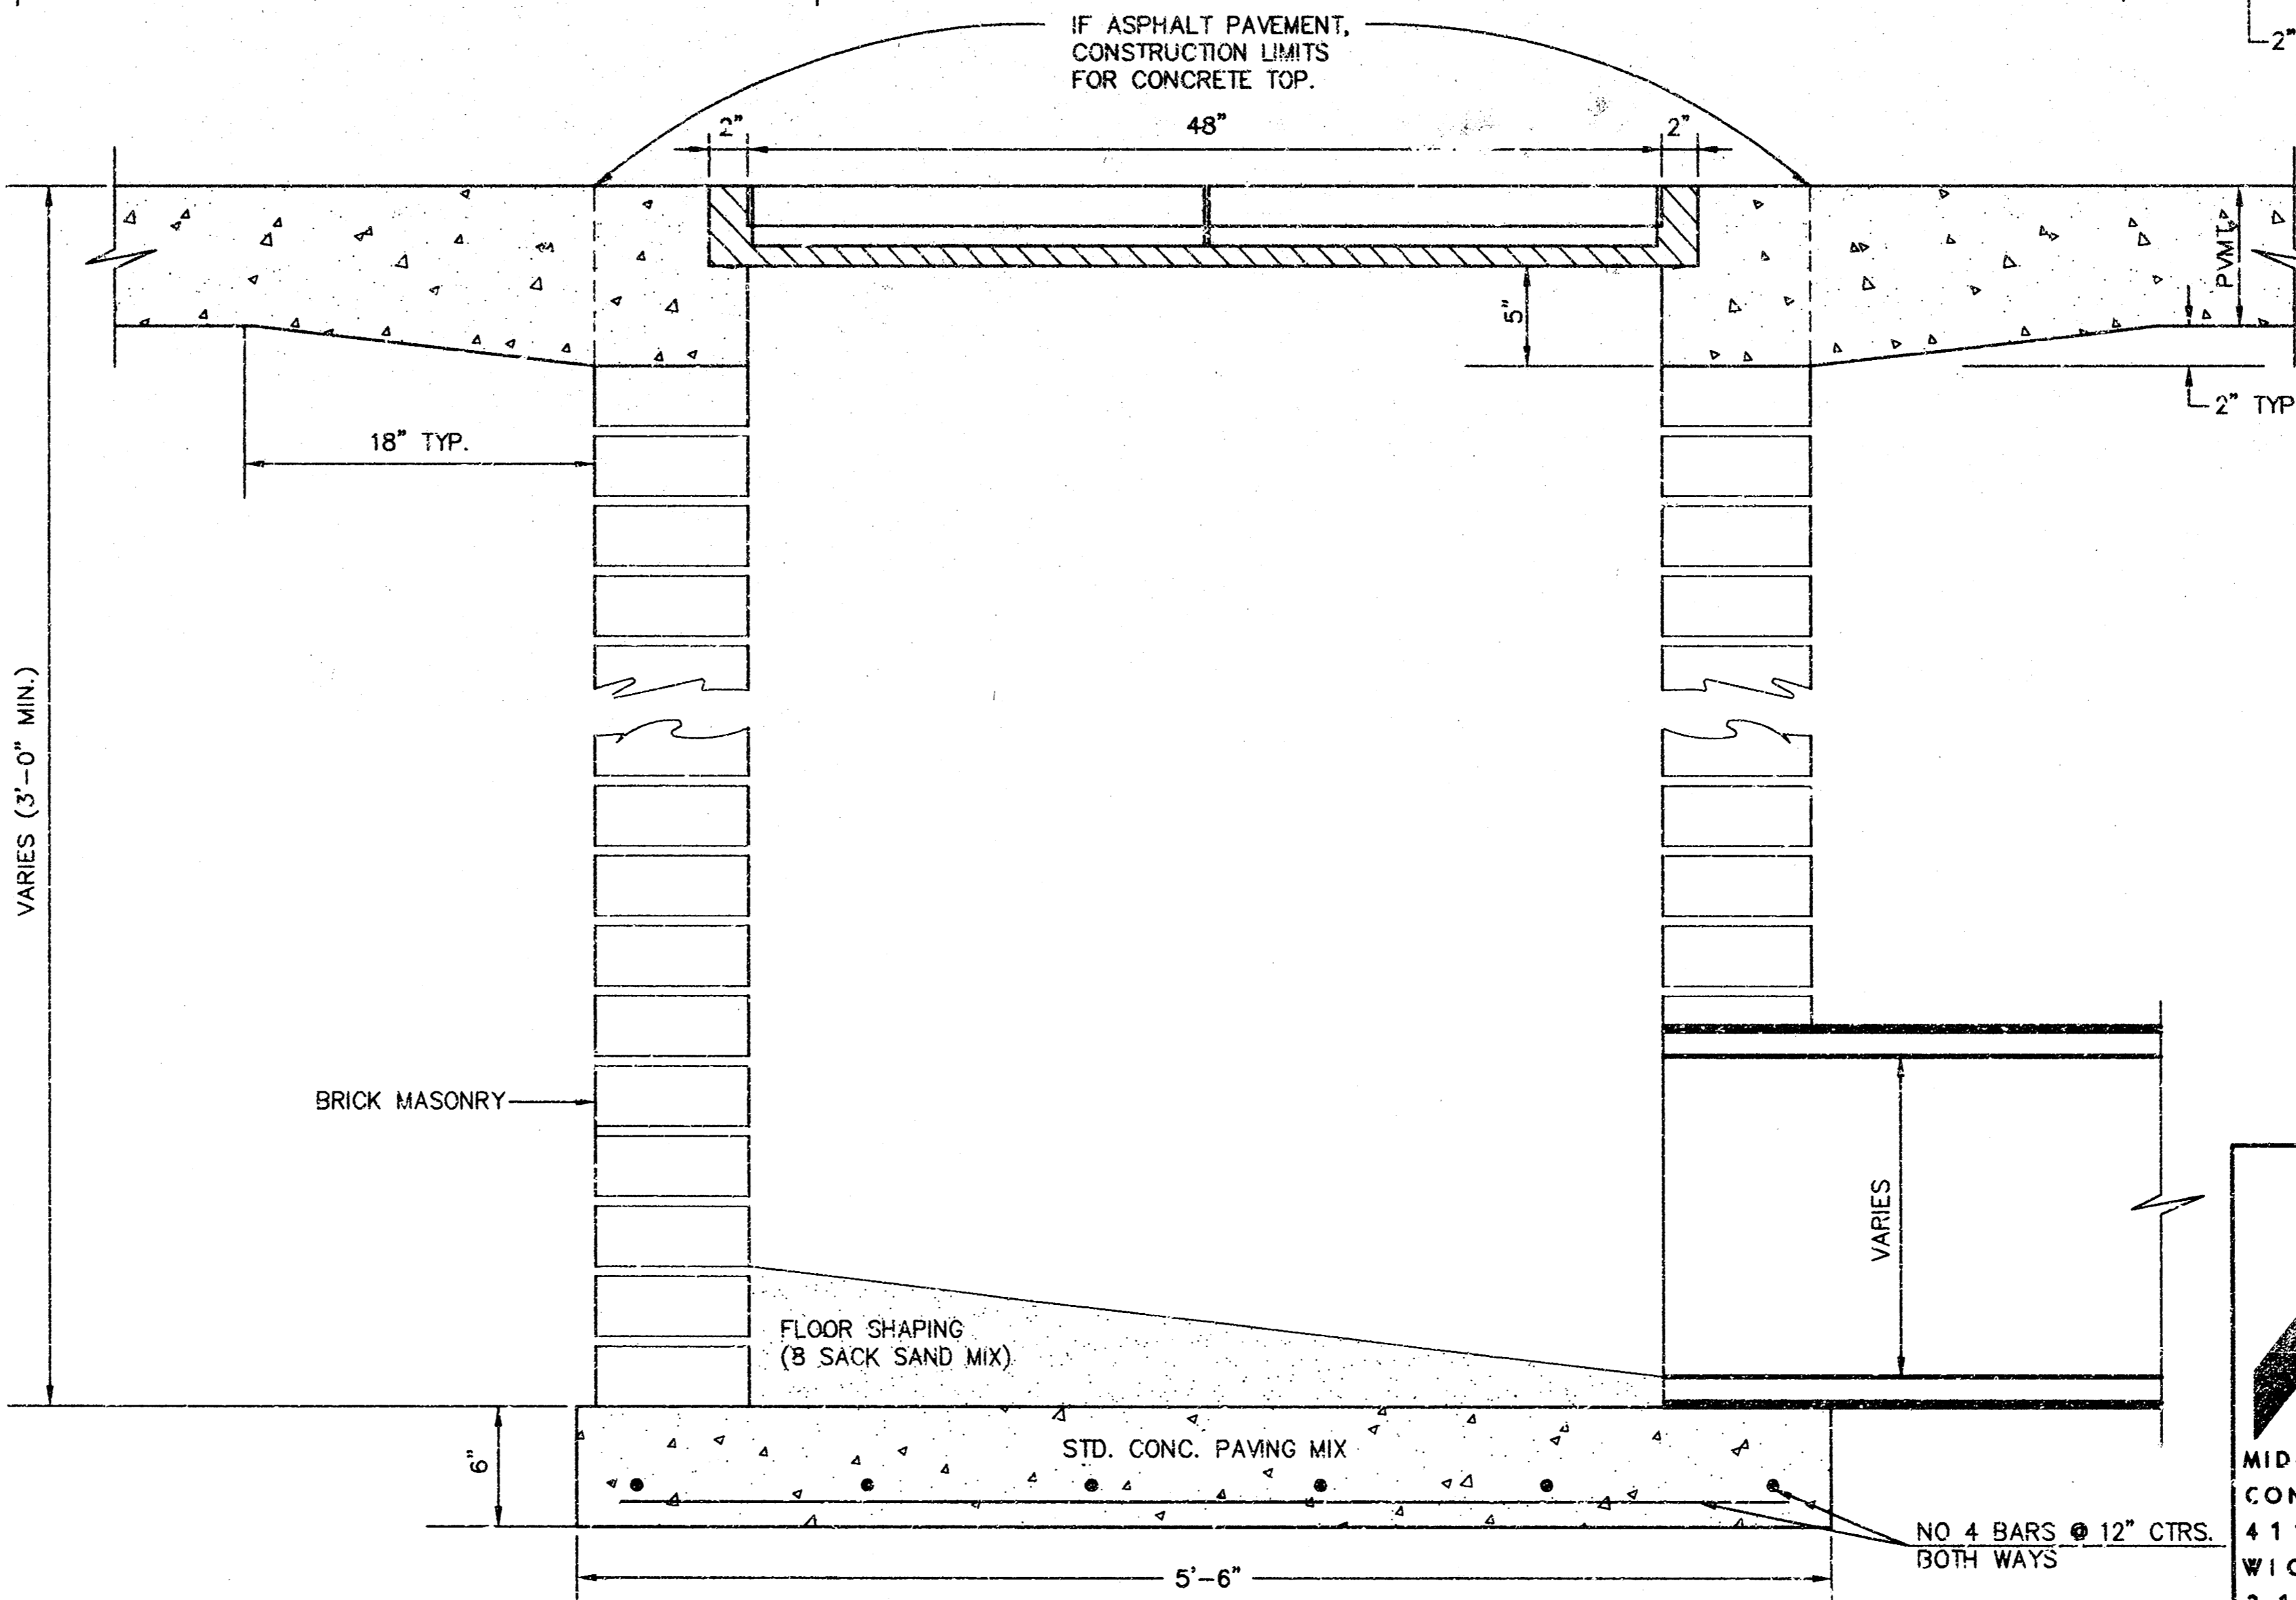 2"
IF ASPHALT PAVEMENT,
CONSTRUCTION LIMITS
FOR CONCRETE TOP.
2"
48"
2"
PVMT.
5"
2" TYP
18" TYP.
VARIES (3'-0" MIN.)
BRICK MASONRY
VARIES
FLOOR SHAPING
(8 SACK SAND MIX)
6"
STD. CONC. PAVING MIX
NO 4 BARS @ 12" CTRS.
BOTH WAYS
5'-6"
MID
CON
41
WIC